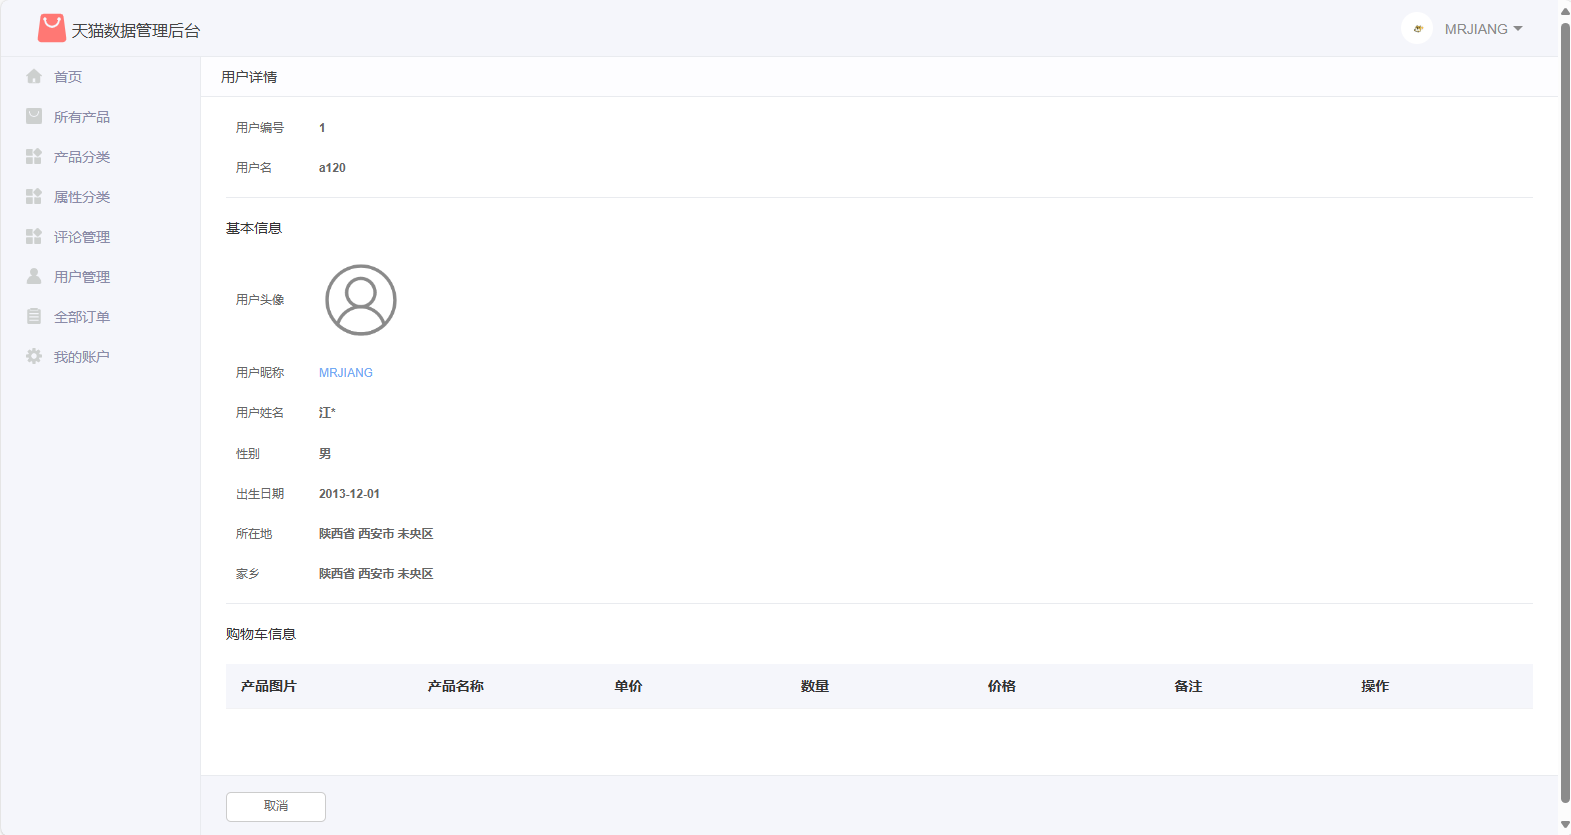 天猫数据管理后台
MRJIANG
首页
所有产品
产品分类
属性分类
评论管理
用户管理
全部订单
我的账户
用户详情
用户编号 1
用户名 a120
基本信息
用户头像
用户昵称 MRJIANG
用户姓名 江*
性别 男
出生日期 2013-12-01
所在地 陕西省 西安市 未央区
家乡 陕西省 西安市 未央区
购物车信息
产品图片 产品名称 单价 数量 价格 备注 操作
取消